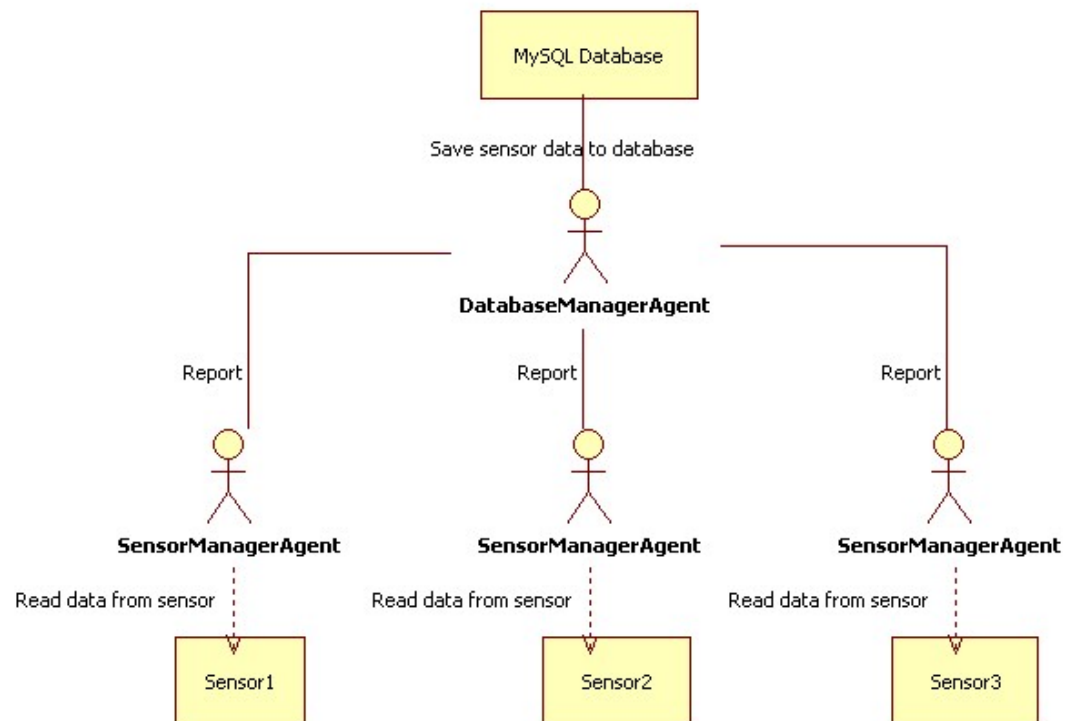 MySQL Database
Save sensor data to database
DatabaseManagerAgent
Report
Report
Report
SensorManagerAgent
SensorManagerAgent
SensorManagerAgent
Read data from sensor
Read data from sensor
Read data from sensor
Sensor1
Sensor2
Sensor3